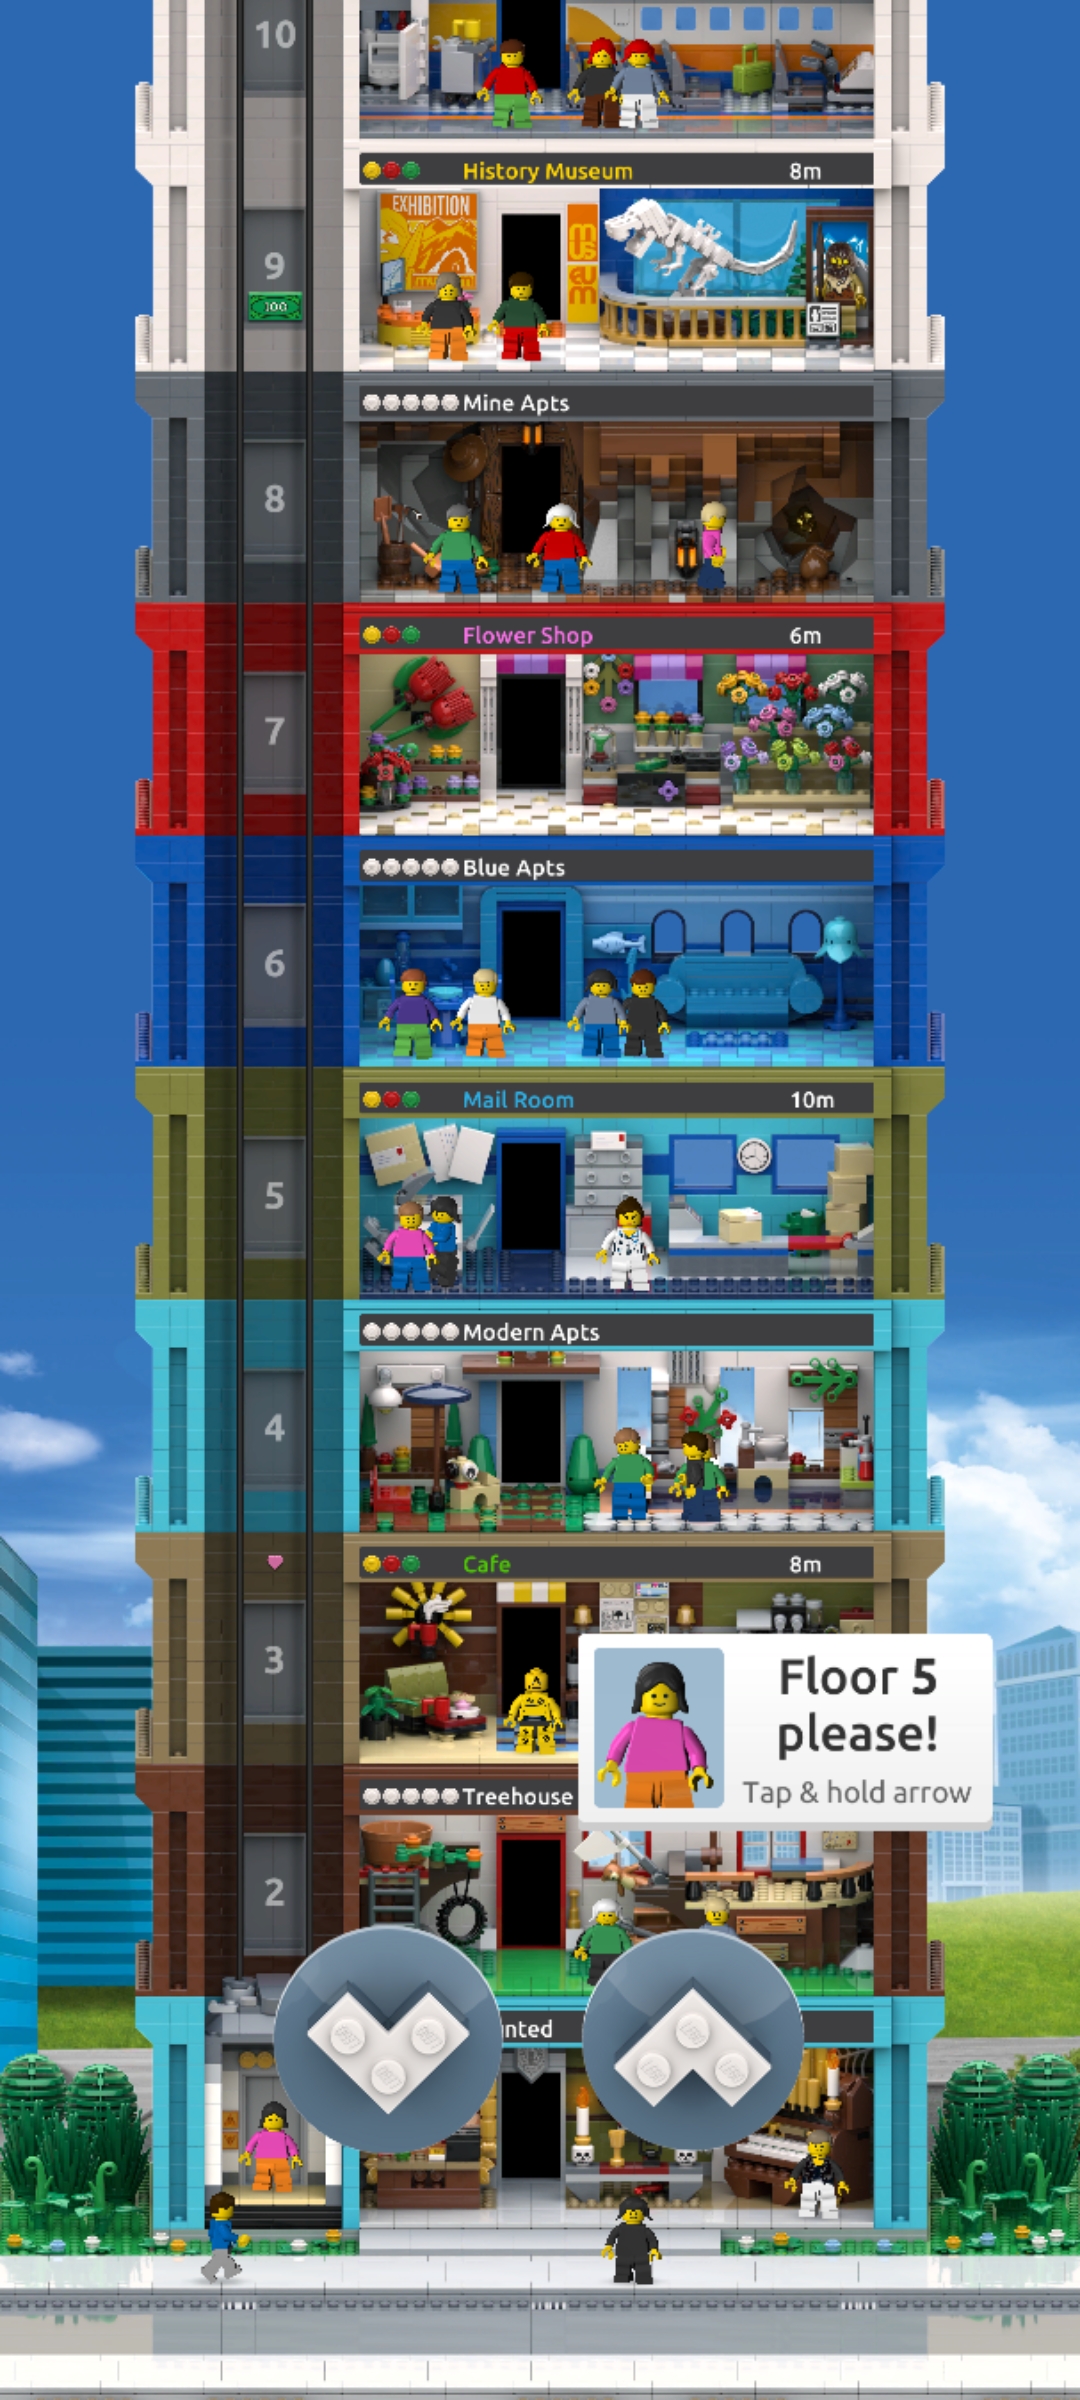 10
History Museum 8m
EXHIBITION
museum
9
100
Mine Apts
8
Flower Shop 6m
7
Blue Apts
6
Mail Room 10m
5
Modern Apts
4
Cafe 8m
3
Floor 5
please!
Tap & hold arrow
Treehouse
2
nted